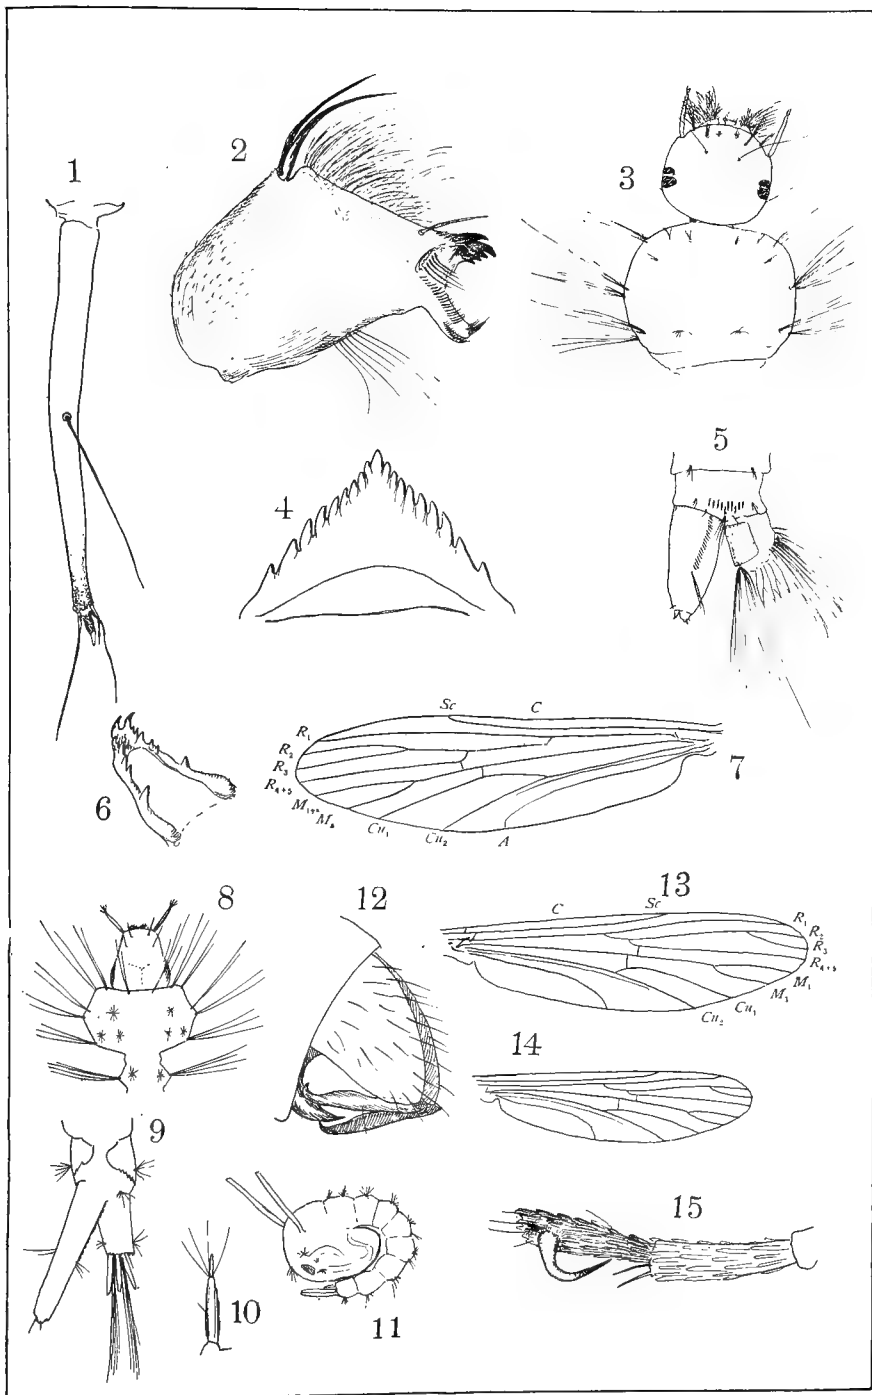 1
2
3
4
5
6
7
Sc
C
R₁
R₂
R₃
R₄₊₅
M₁₊₂
Cu₁
Cu₂
A
8
9
10
11
12
13
C
Sc
R₁
R₂
R₃
R₄₊₅
M₁
M₃
Cu₁
Cu₂
14
15